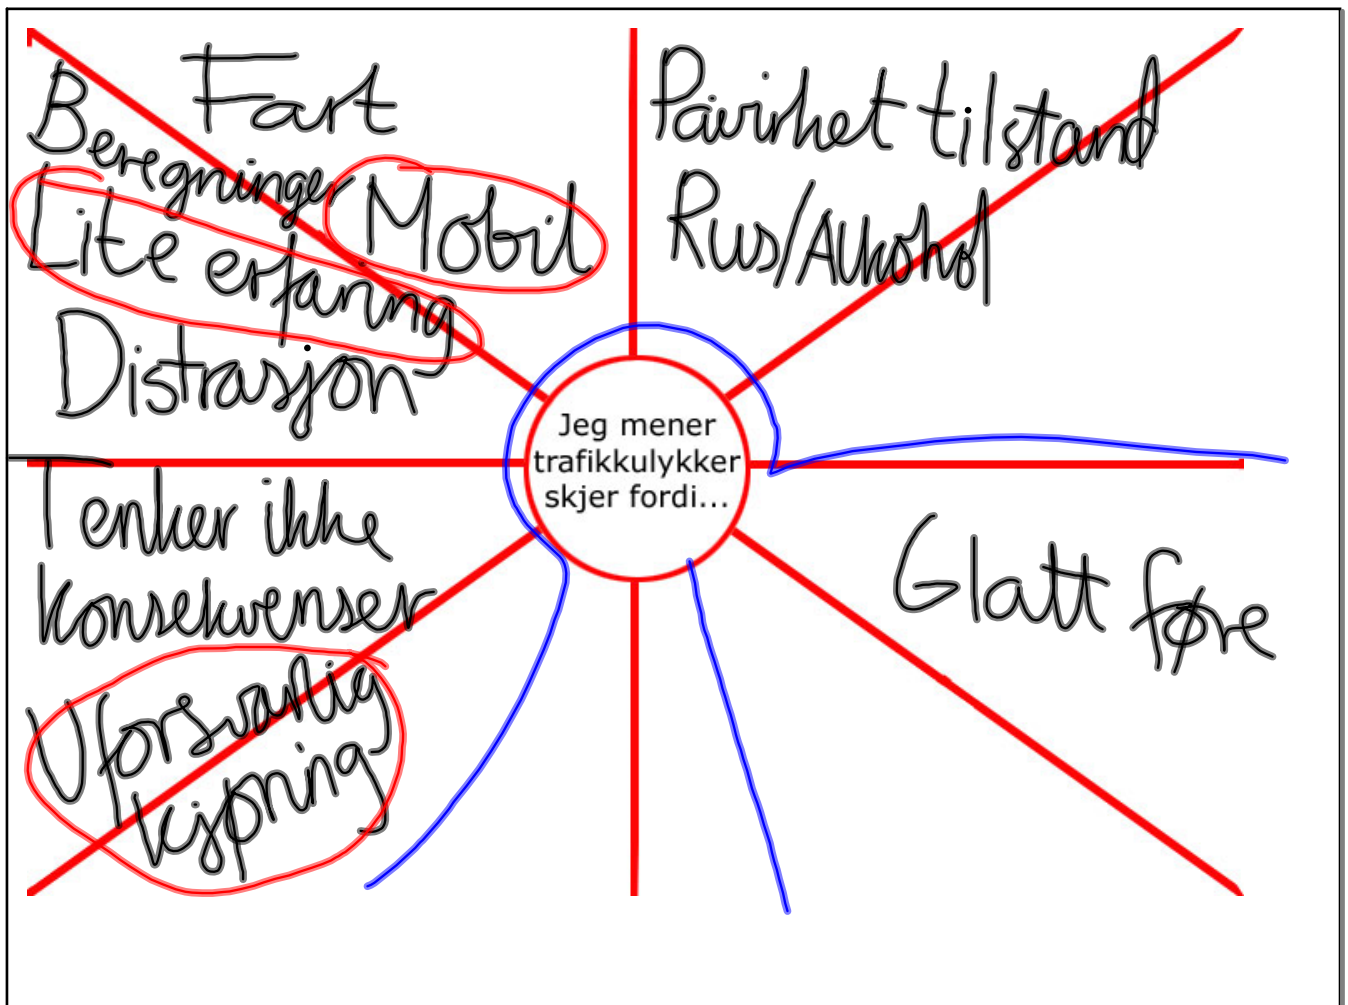 Fart
Beregninger
Mobil
Lite erfaring
Distrasjon
Påvirket tilstand
Rus/Alkohol
Jeg mener
trafikkulykker
skjer fordi...
Tenker ikke
konsekvenser
Uforsvarlig
kjøring
Glatt føre